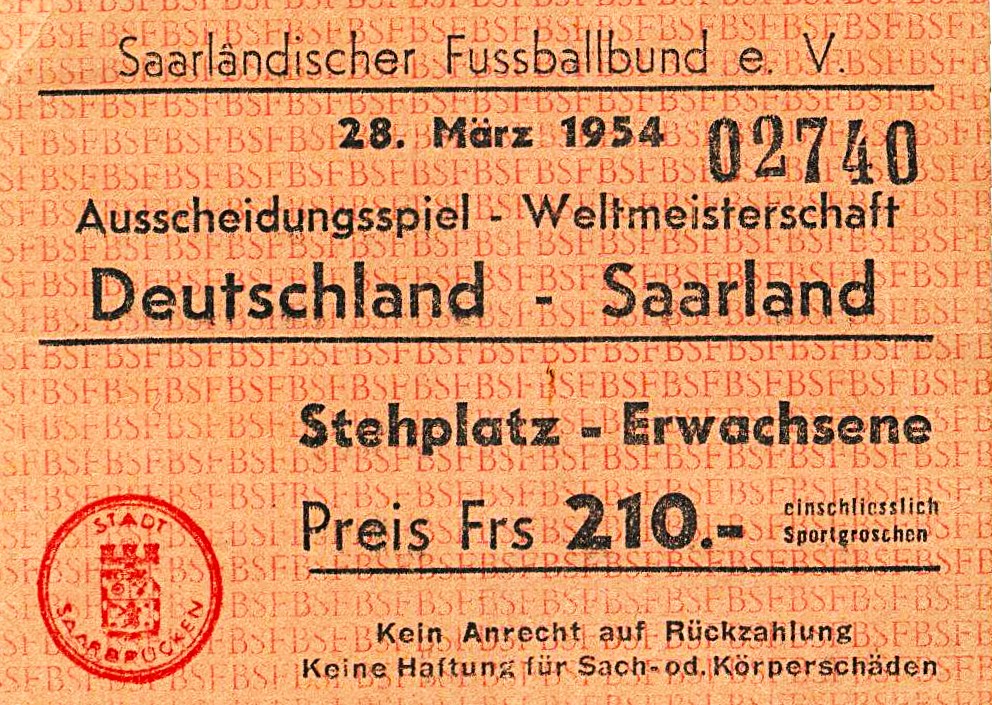 Saarlândischer Fussballbund e. V.
28. März 1954 02740
Ausscheidungsspiel - Weltmeisterschaft
Deutschland - Saarland
Stehplatz - Erwachsene
Preis Frs 210.- einschliesslich
Sportgroschen
STADT
SAARBRÜCKEN
Kein Anrecht auf Rückzahlung
Keine Haftung für Sach- od. Körperschäden